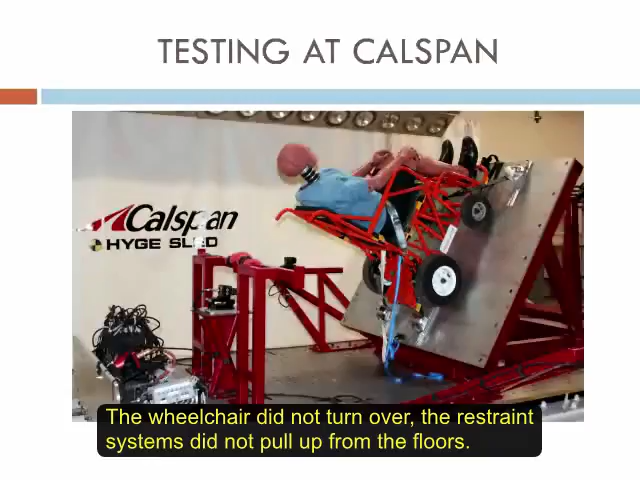 TESTING AT CALSPAN
Calspan
HYGE SLED
The wheelchair did not turn over, the restraint
systems did not pull up from the floors.